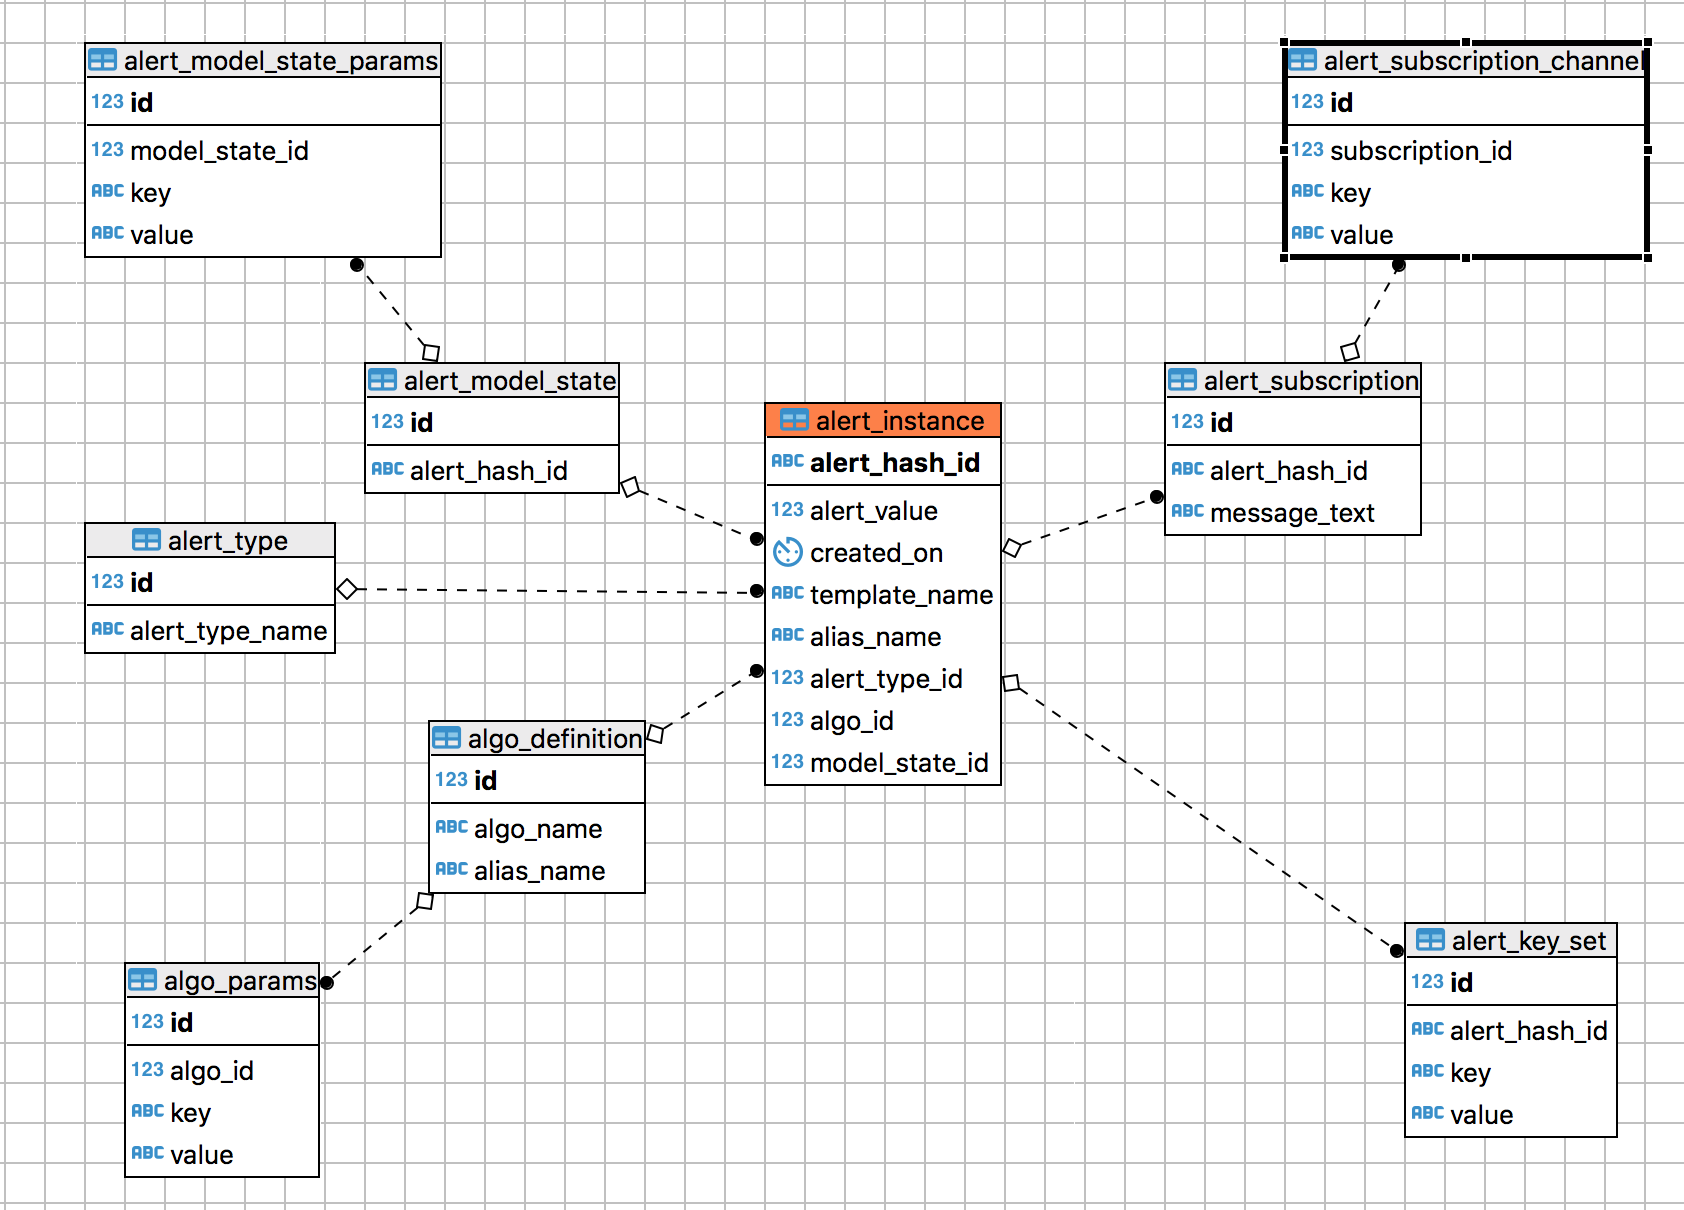 alert_model_state_params
123 id
123 model_state_id
ABC key
ABC value
alert_subscription_channel
123 id
123 subscription_id
ABC key
ABC value
alert_model_state
123 id
ABC alert_hash_id
alert_instance
ABC alert_hash_id
123 alert_value
created_on
ABC template_name
ABC alias_name
123 alert_type_id
123 algo_id
123 model_state_id
alert_subscription
123 id
ABC alert_hash_id
ABC message_text
alert_type
123 id
ABC alert_type_name
algo_definition
123 id
ABC algo_name
ABC alias_name
algo_params
123 id
123 algo_id
ABC key
ABC value
alert_key_set
123 id
ABC alert_hash_id
ABC key
ABC value